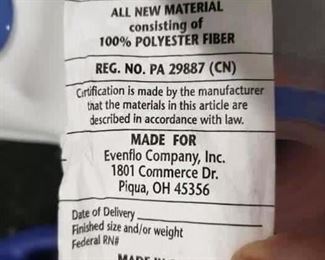 ALL NEW MATERIAL
consisting of
100% POLYESTER FIBER
REG. NO. PA 29887 (CN)
Certification is made by the manufacturer
that the materials in this article are
described in accordance with law.
MADE FOR
Evenflo Company, Inc.
1801 Commerce Dr.
Piqua, OH 45356
Date of Delivery
Finished size and/or weight
Federal RN#
MADE IN